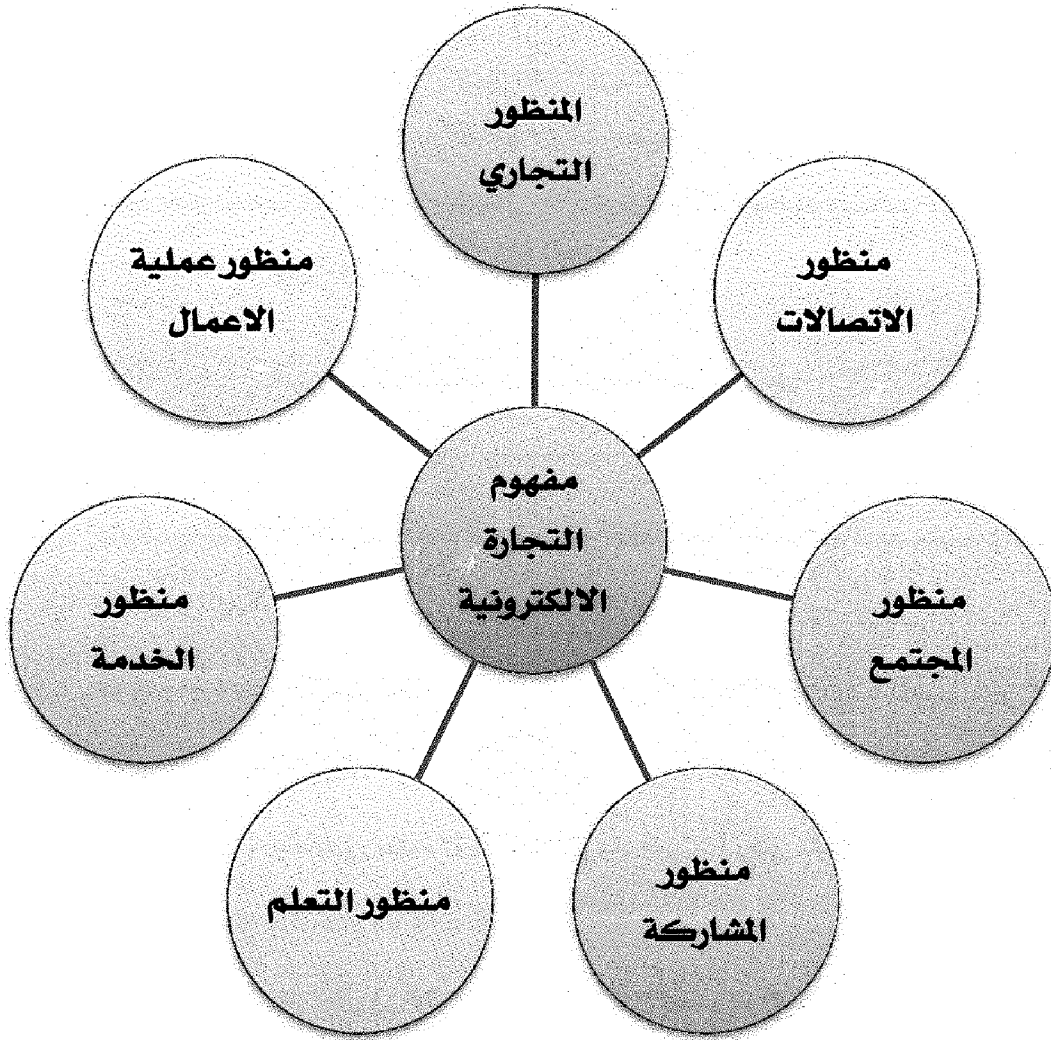 المنظور
التجاري
منظور
الاتصالات
منظور
المجتمع
منظور
المشاركة
منظور التعلم
منظور
الخدمة
منظور عملية
الاعمال
مفهوم
التجارة
الالكترونية